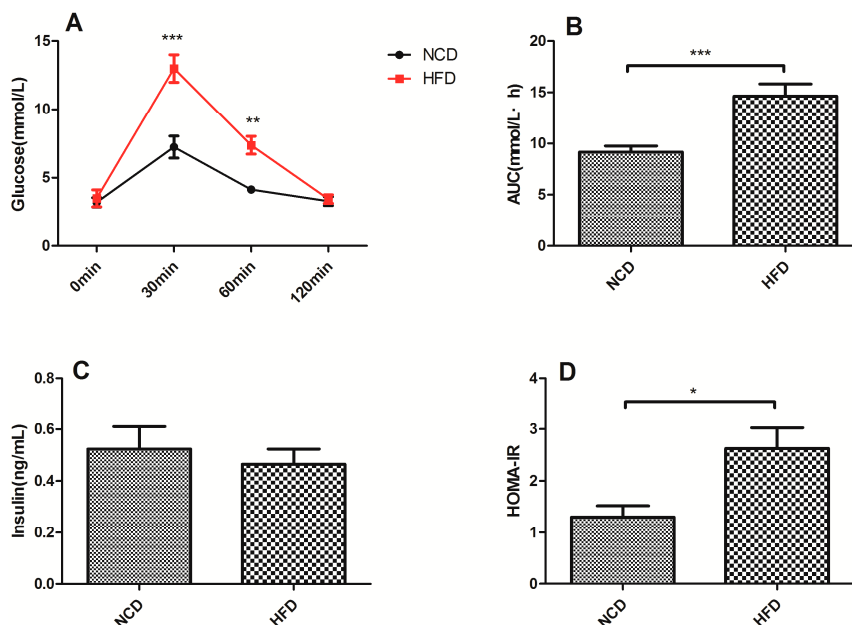 A
Glucose(mmol/L)
15
10
5
0
***
**
0min
30min
60min
120min
NCD
HFD
B
AUC(mmol/L· h)
20
15
10
5
0
***
NCD
HFD
C
Insulin(ng/mL)
0.8
0.6
0.4
0.2
0.0
NCD
HFD
D
HOMA-IR
4
3
2
1
0
*
NCD
HFD